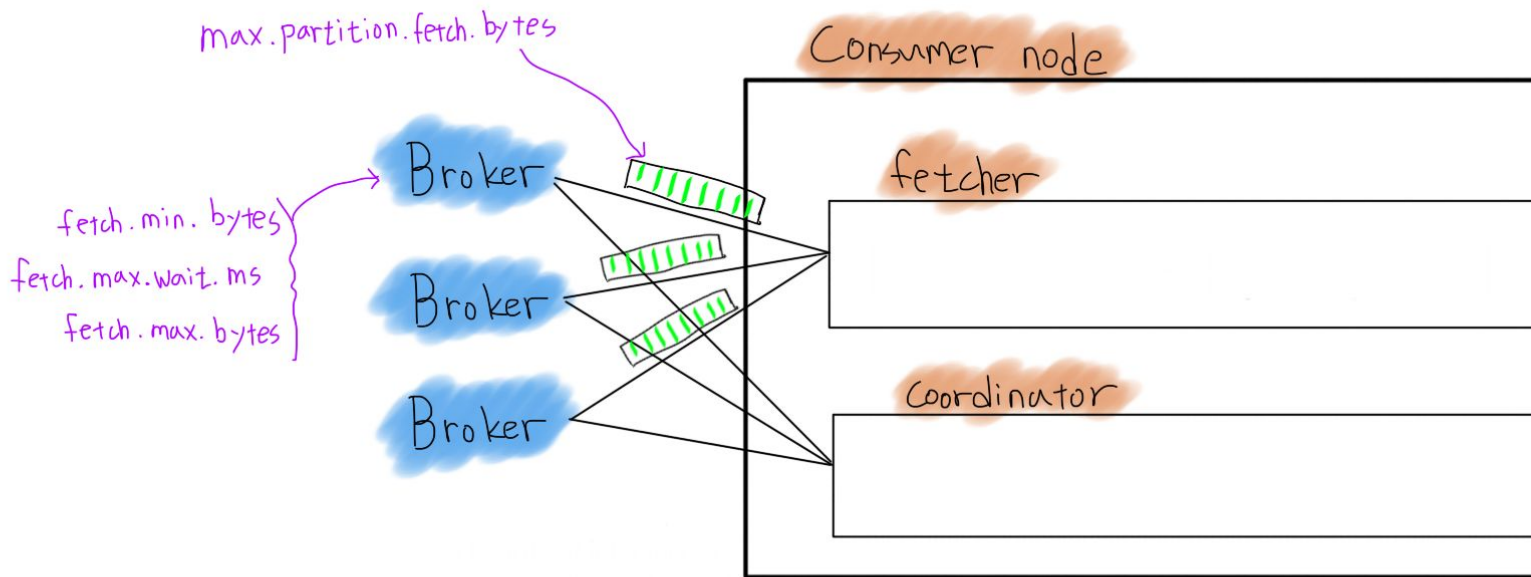 max.partition.fetch.bytes
Consumer node
Broker
fetcher
fetch.min.bytes
fetch.max.wait.ms
Broker
fetch.max.bytes
coordinator
Broker